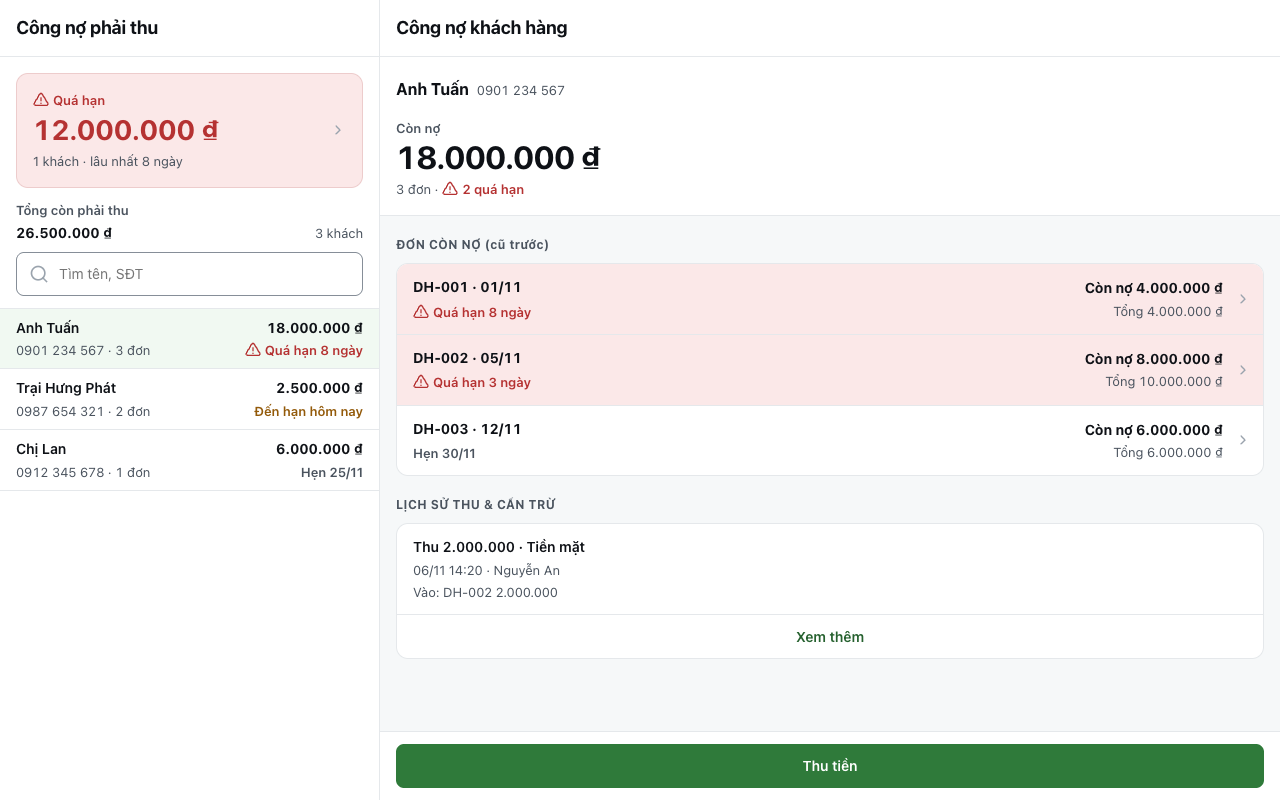 Công nợ phải thu
Quá hạn
12.000.000 ₫
1 khách · lâu nhất 8 ngày
Tổng còn phải thu
26.500.000 ₫
3 khách
Tìm tên, SĐT
Anh Tuấn
18.000.000 ₫
0901 234 567 · 3 đơn
Quá hạn 8 ngày
Trại Hưng Phát
2.500.000 ₫
0987 654 321 · 2 đơn
Đến hạn hôm nay
Chị Lan
6.000.000 ₫
0912 345 678 · 1 đơn
Hẹn 25/11
Công nợ khách hàng
Anh Tuấn 0901 234 567
Còn nợ
18.000.000 ₫
3 đơn · 2 quá hạn
ĐƠN CÒN NỢ (cũ trước)
DH-001 · 01/11
Còn nợ 4.000.000 ₫
Quá hạn 8 ngày
Tổng 4.000.000 ₫
DH-002 · 05/11
Còn nợ 8.000.000 ₫
Quá hạn 3 ngày
Tổng 10.000.000 ₫
DH-003 · 12/11
Còn nợ 6.000.000 ₫
Hẹn 30/11
Tổng 6.000.000 ₫
LỊCH SỬ THU & CẤN TRỪ
Thu 2.000.000 · Tiền mặt
06/11 14:20 · Nguyễn An
Vào: DH-002 2.000.000
Xem thêm
Thu tiền